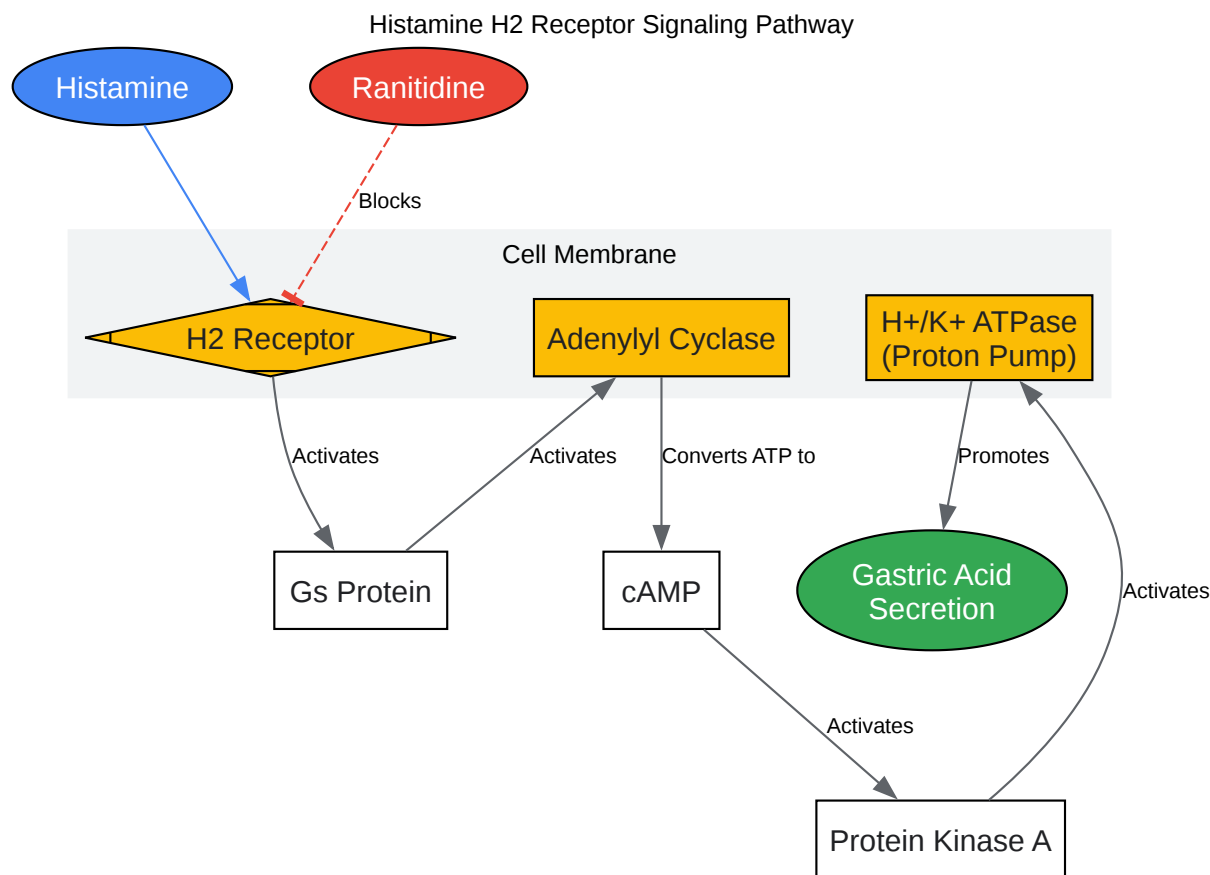 Histamine H2 Receptor Signaling Pathway
Histamine
Ranitidine
Blocks
Cell Membrane
H2 Receptor
Adenylyl Cyclase
H+/K+ ATPase
(Proton Pump)
Activates
Activates
Converts ATP to
Promotes
Gs Protein
cAMP
Gastric Acid
Secretion
Activates
Activates
Protein Kinase A